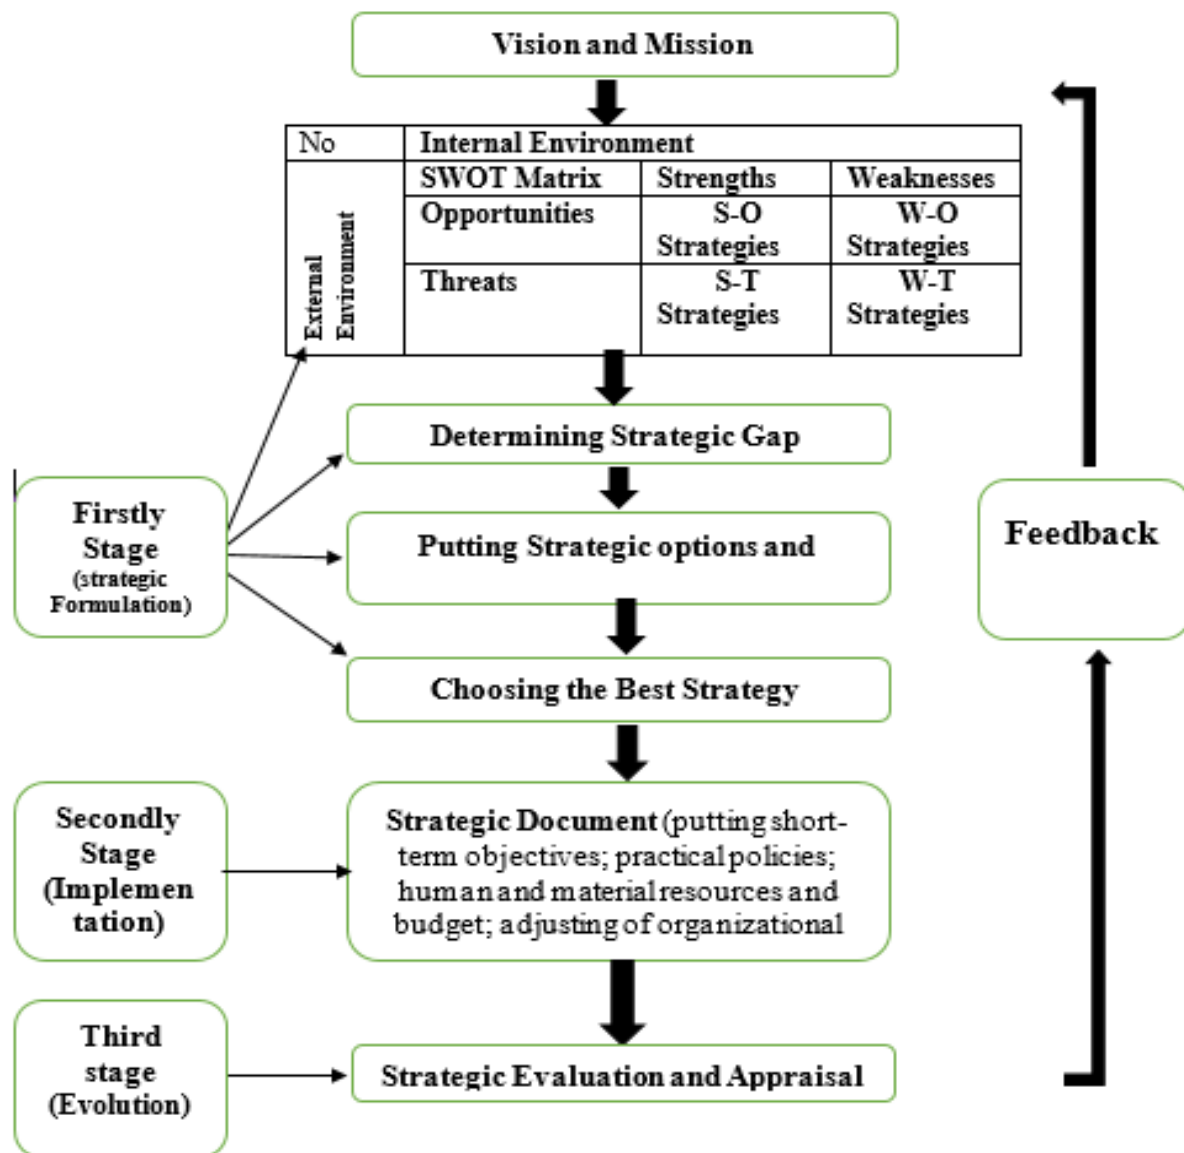 Vision and Mission
No
Internal Environment
External
Environment
SWOT Matrix
Strengths
Weaknesses
Opportunities
S-O
Strategies
W-O
Strategies
Threats
S-T
Strategies
W-T
Strategies
Determining Strategic Gap
Firstly
Stage
(strategic
Formulation)
Putting Strategic options and
Feedback
Choosing the Best Strategy
Secondly
Stage
(Implemen
tation)
Strategic Document (putting short-
term objectives; practical policies;
human and material resources and
budget; adjusting of organizational
Third
stage
(Evolution)
Strategic Evaluation and Appraisal